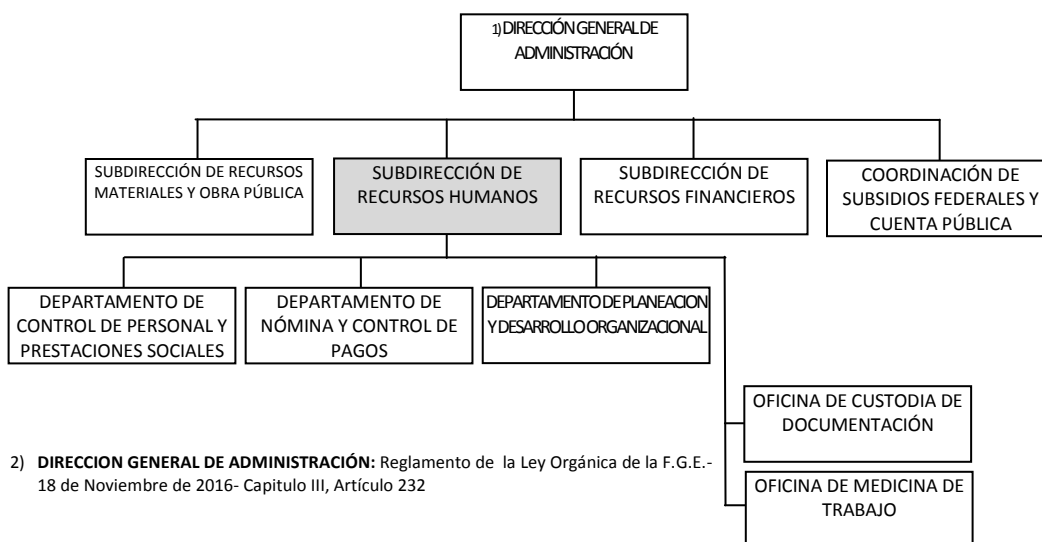 1) DIRECCIÓN GENERAL DE
ADMINISTRACIÓN
SUBDIRECCIÓN DE RECURSOS
MATERIALES Y OBRA PÚBLICA
SUBDIRECCIÓN DE
RECURSOS HUMANOS
SUBDIRECCIÓN DE
RECURSOS FINANCIEROS
COORDINACIÓN DE
SUBSIDIOS FEDERALES Y
CUENTA PÚBLICA
DEPARTAMENTO DE
CONTROL DE PERSONAL Y
PRESTACIONES SOCIALES
DEPARTAMENTO DE
NÓMINA Y CONTROL DE
PAGOS
DEPARTAMENTO DE PLANEACION
Y DESARROLLO ORGANIZACIONAL
OFICINA DE CUSTODIA DE
DOCUMENTACIÓN
OFICINA DE MEDICINA DE
TRABAJO
2) DIRECCION GENERAL DE ADMINISTRACIÓN: Reglamento de la Ley Orgánica de la F.G.E.-
18 de Noviembre de 2016- Capitulo III, Artículo 232